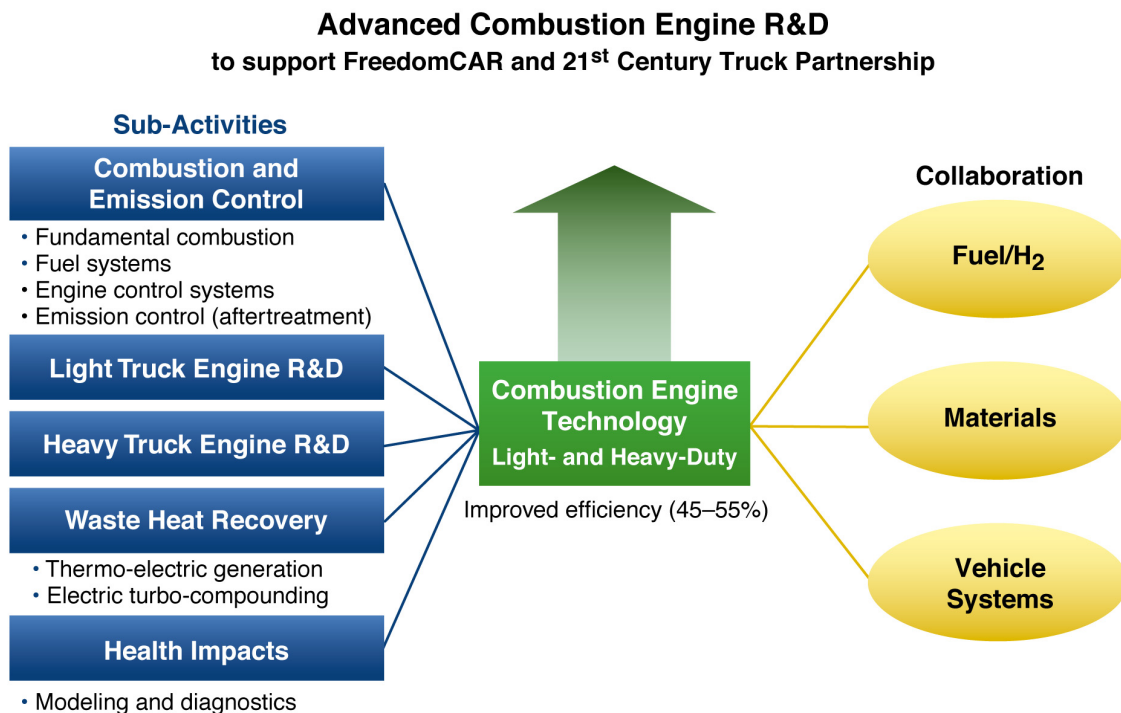 Advanced Combustion Engine R&D
to support FreedomCAR and 21st Century Truck Partnership
Sub-Activities
Combustion and
Emission Control
• Fundamental combustion
• Fuel systems
• Engine control systems
• Emission control (aftertreatment)
Light Truck Engine R&D
Heavy Truck Engine R&D
Waste Heat Recovery
• Thermo-electric generation
• Electric turbo-compounding
Health Impacts
• Modeling and diagnostics
Combustion Engine
Technology
Light- and Heavy-Duty
Improved efficiency (45–55%)
Collaboration
Fuel/H2
Materials
Vehicle
Systems